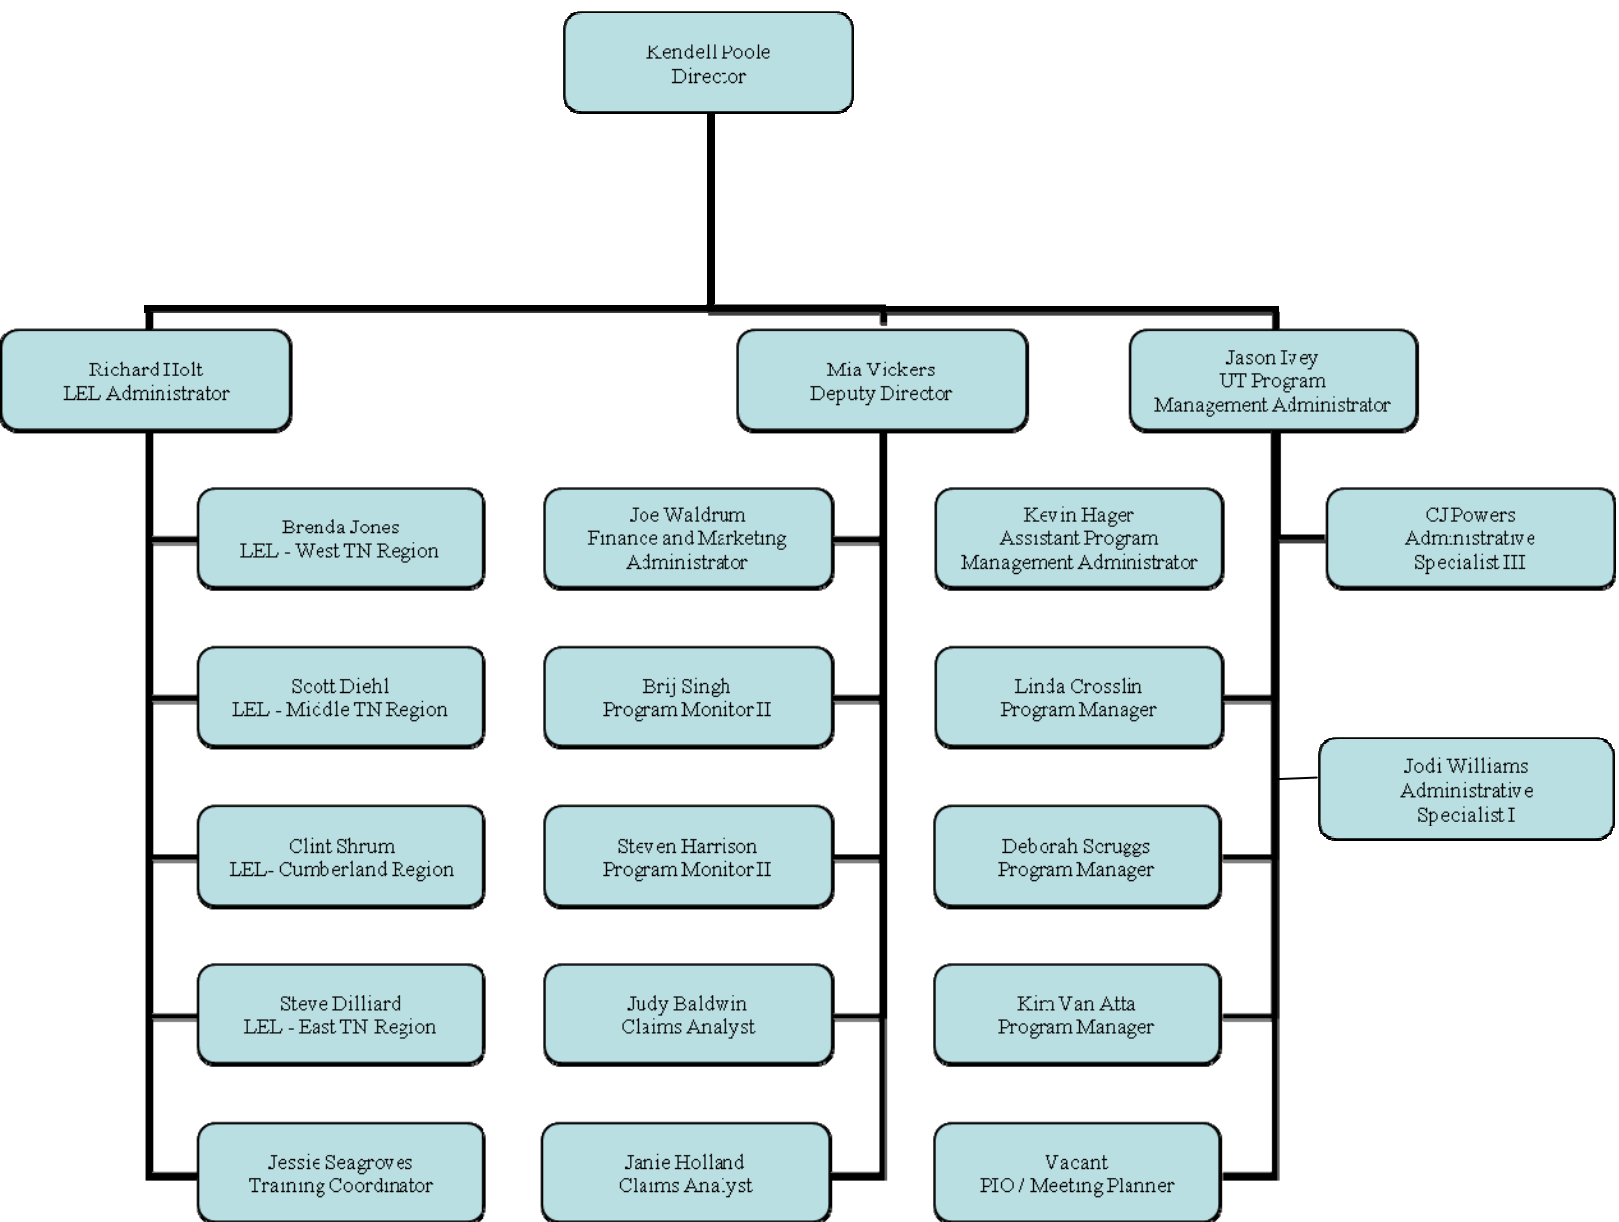 Kendell Poole
Director
Richard Holt
LEL Administrator
Mia Vickers
Deputy Director
Jason Ivey
UT Program
Management Administrator
Brenda Jones
LEL - West TN Region
Joe Waldrum
Finance and Marketing
Administrator
Kevin Hager
Assistant Program
Management Administrator
CJ Powers
Administrative
Specialist III
Scott Diehl
LEL - Middle TN Region
Brij Singh
Program Monitor II
Linda Crosslin
Program Manager
Jodi Williams
Administrative
Specialist I
Clint Shrum
LEL- Cumberland Region
Steven Harrison
Program Monitor II
Deborah Scruggs
Program Manager
Steve Dilliard
LEL - East TN Region
Judy Baldwin
Claims Analyst
Kim Van Atta
Program Manager
Jessie Seagroves
Training Coordinator
Janie Holland
Claims Analyst
Vacant
PIO / Meeting Planner